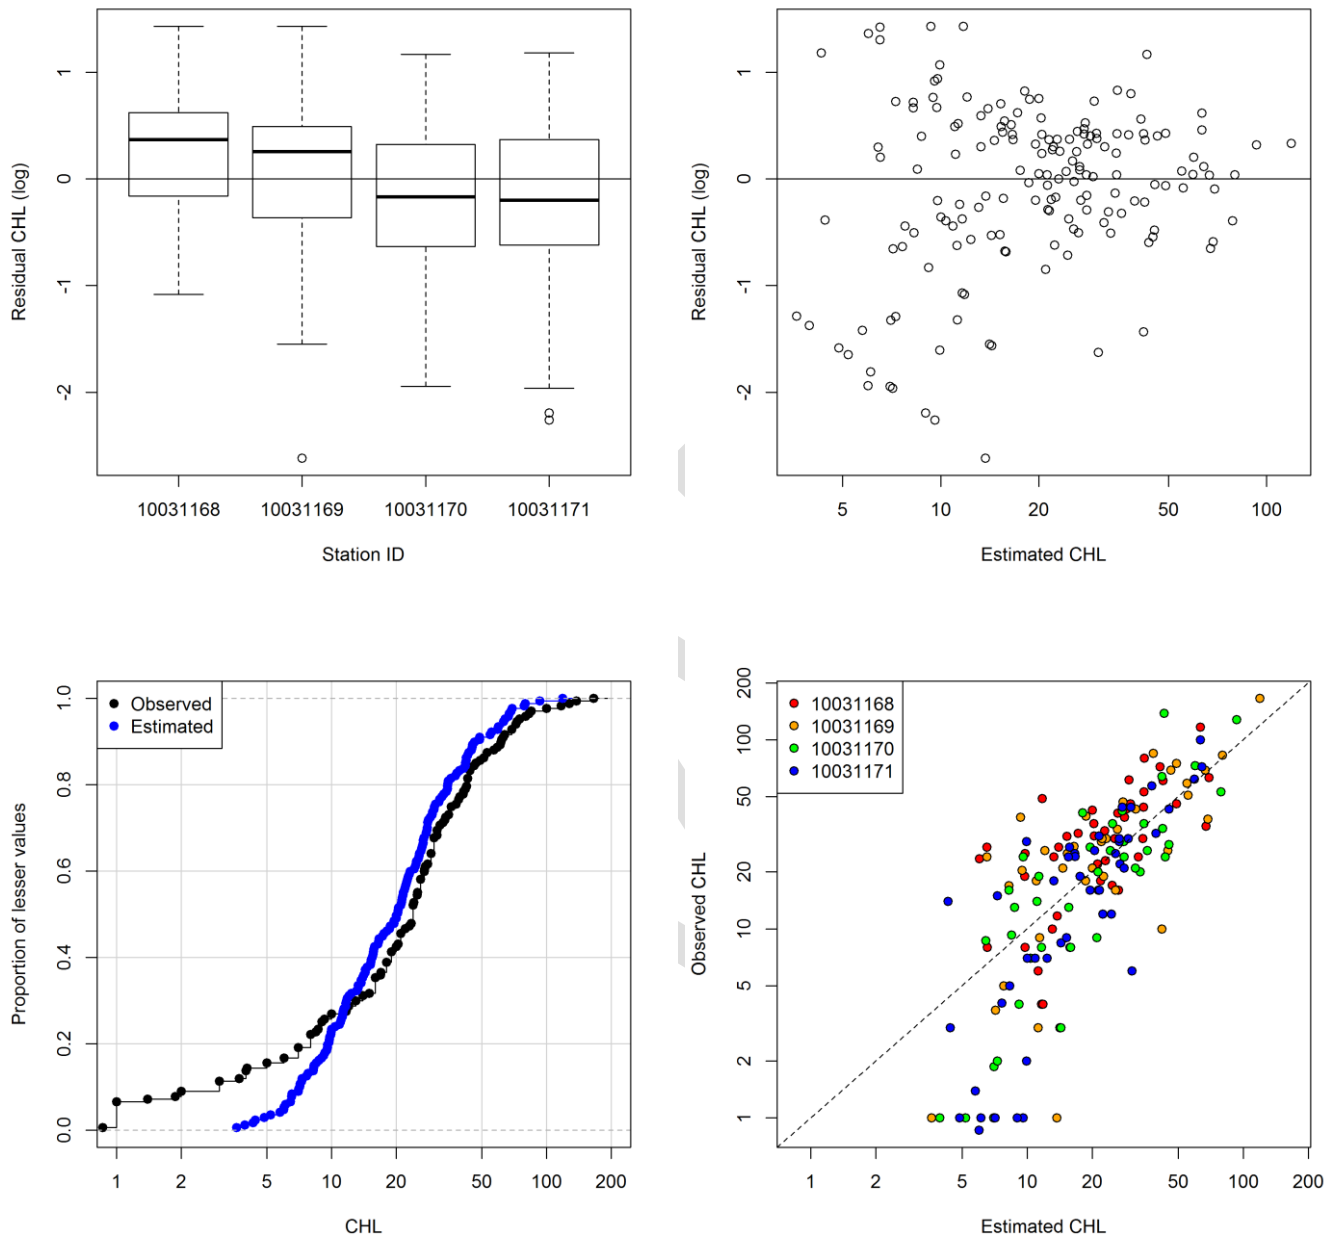 1
0
-1
-2
Residual CHL (log)
10031168 10031169 10031170 10031171
Station ID
1
0
-1
-2
Residual CHL (log)
5 10 20 50 100
Estimated CHL
1.0
0.8
0.6
0.4
0.2
0.0
Proportion of lesser values
Observed
Estimated
1 2 5 10 20 50 100 200
CHL
200
100
50
20
10
5
2
1
Observed CHL
10031168
10031169
10031170
10031171
1 2 5 10 20 50 100 200
Estimated CHL